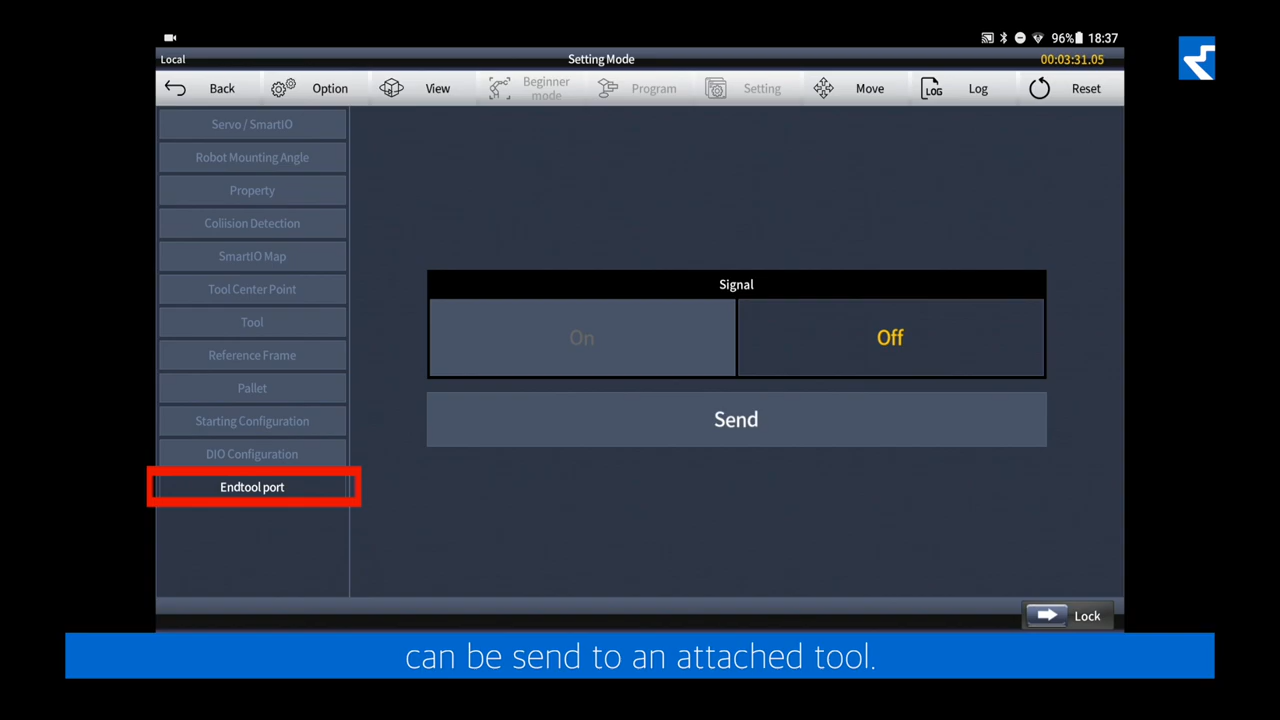 96% 18:37
Local
Setting Mode
00:03:31.05
Back
Option
View
Beginner
mode
Program
Setting
LOG
Move
Log
Reset
Servo / SmartIO
Robot Mounting Angle
Property
Coliision Detection
SmartIO Map
Tool Center Point
Tool
Reference Frame
Pallet
Starting Configuration
DIO Configuration
Endtool port
Signal
On
Off
Send
Lock
can be send to an attached tool.